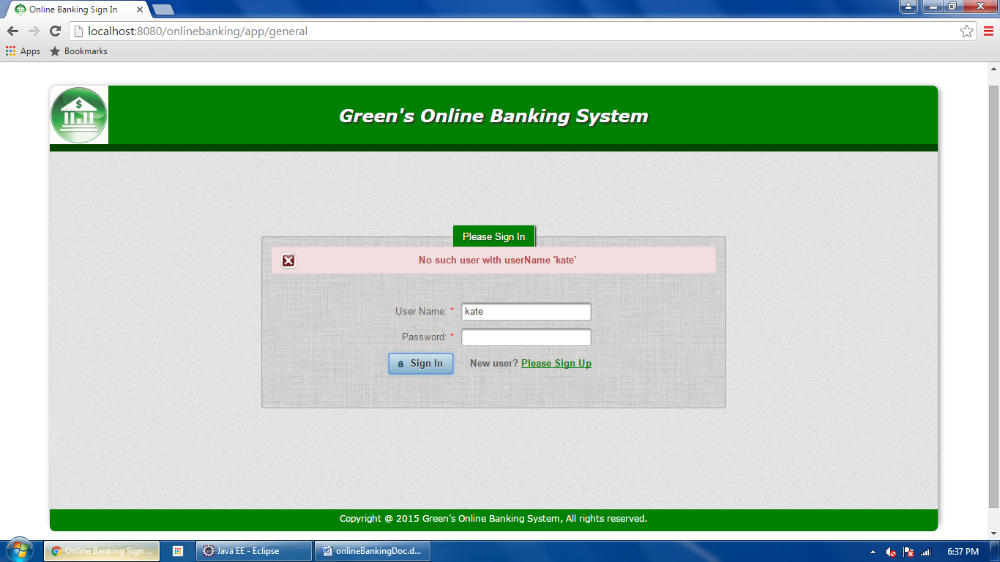 Online Banking Sign In
localhost:8080/onlinebanking/app/general
Apps Bookmarks
$
Green's Online Banking System
Please Sign In
No such user with userName 'kate'
User Name: * kate
Password: *
Sign In New user? Please Sign Up
Copyright @ 2015 Green's Online Banking System, All rights reserved.
Online Banking Sign ... Java EE - Eclipse onlineBankingDoc.d... 6:37 PM